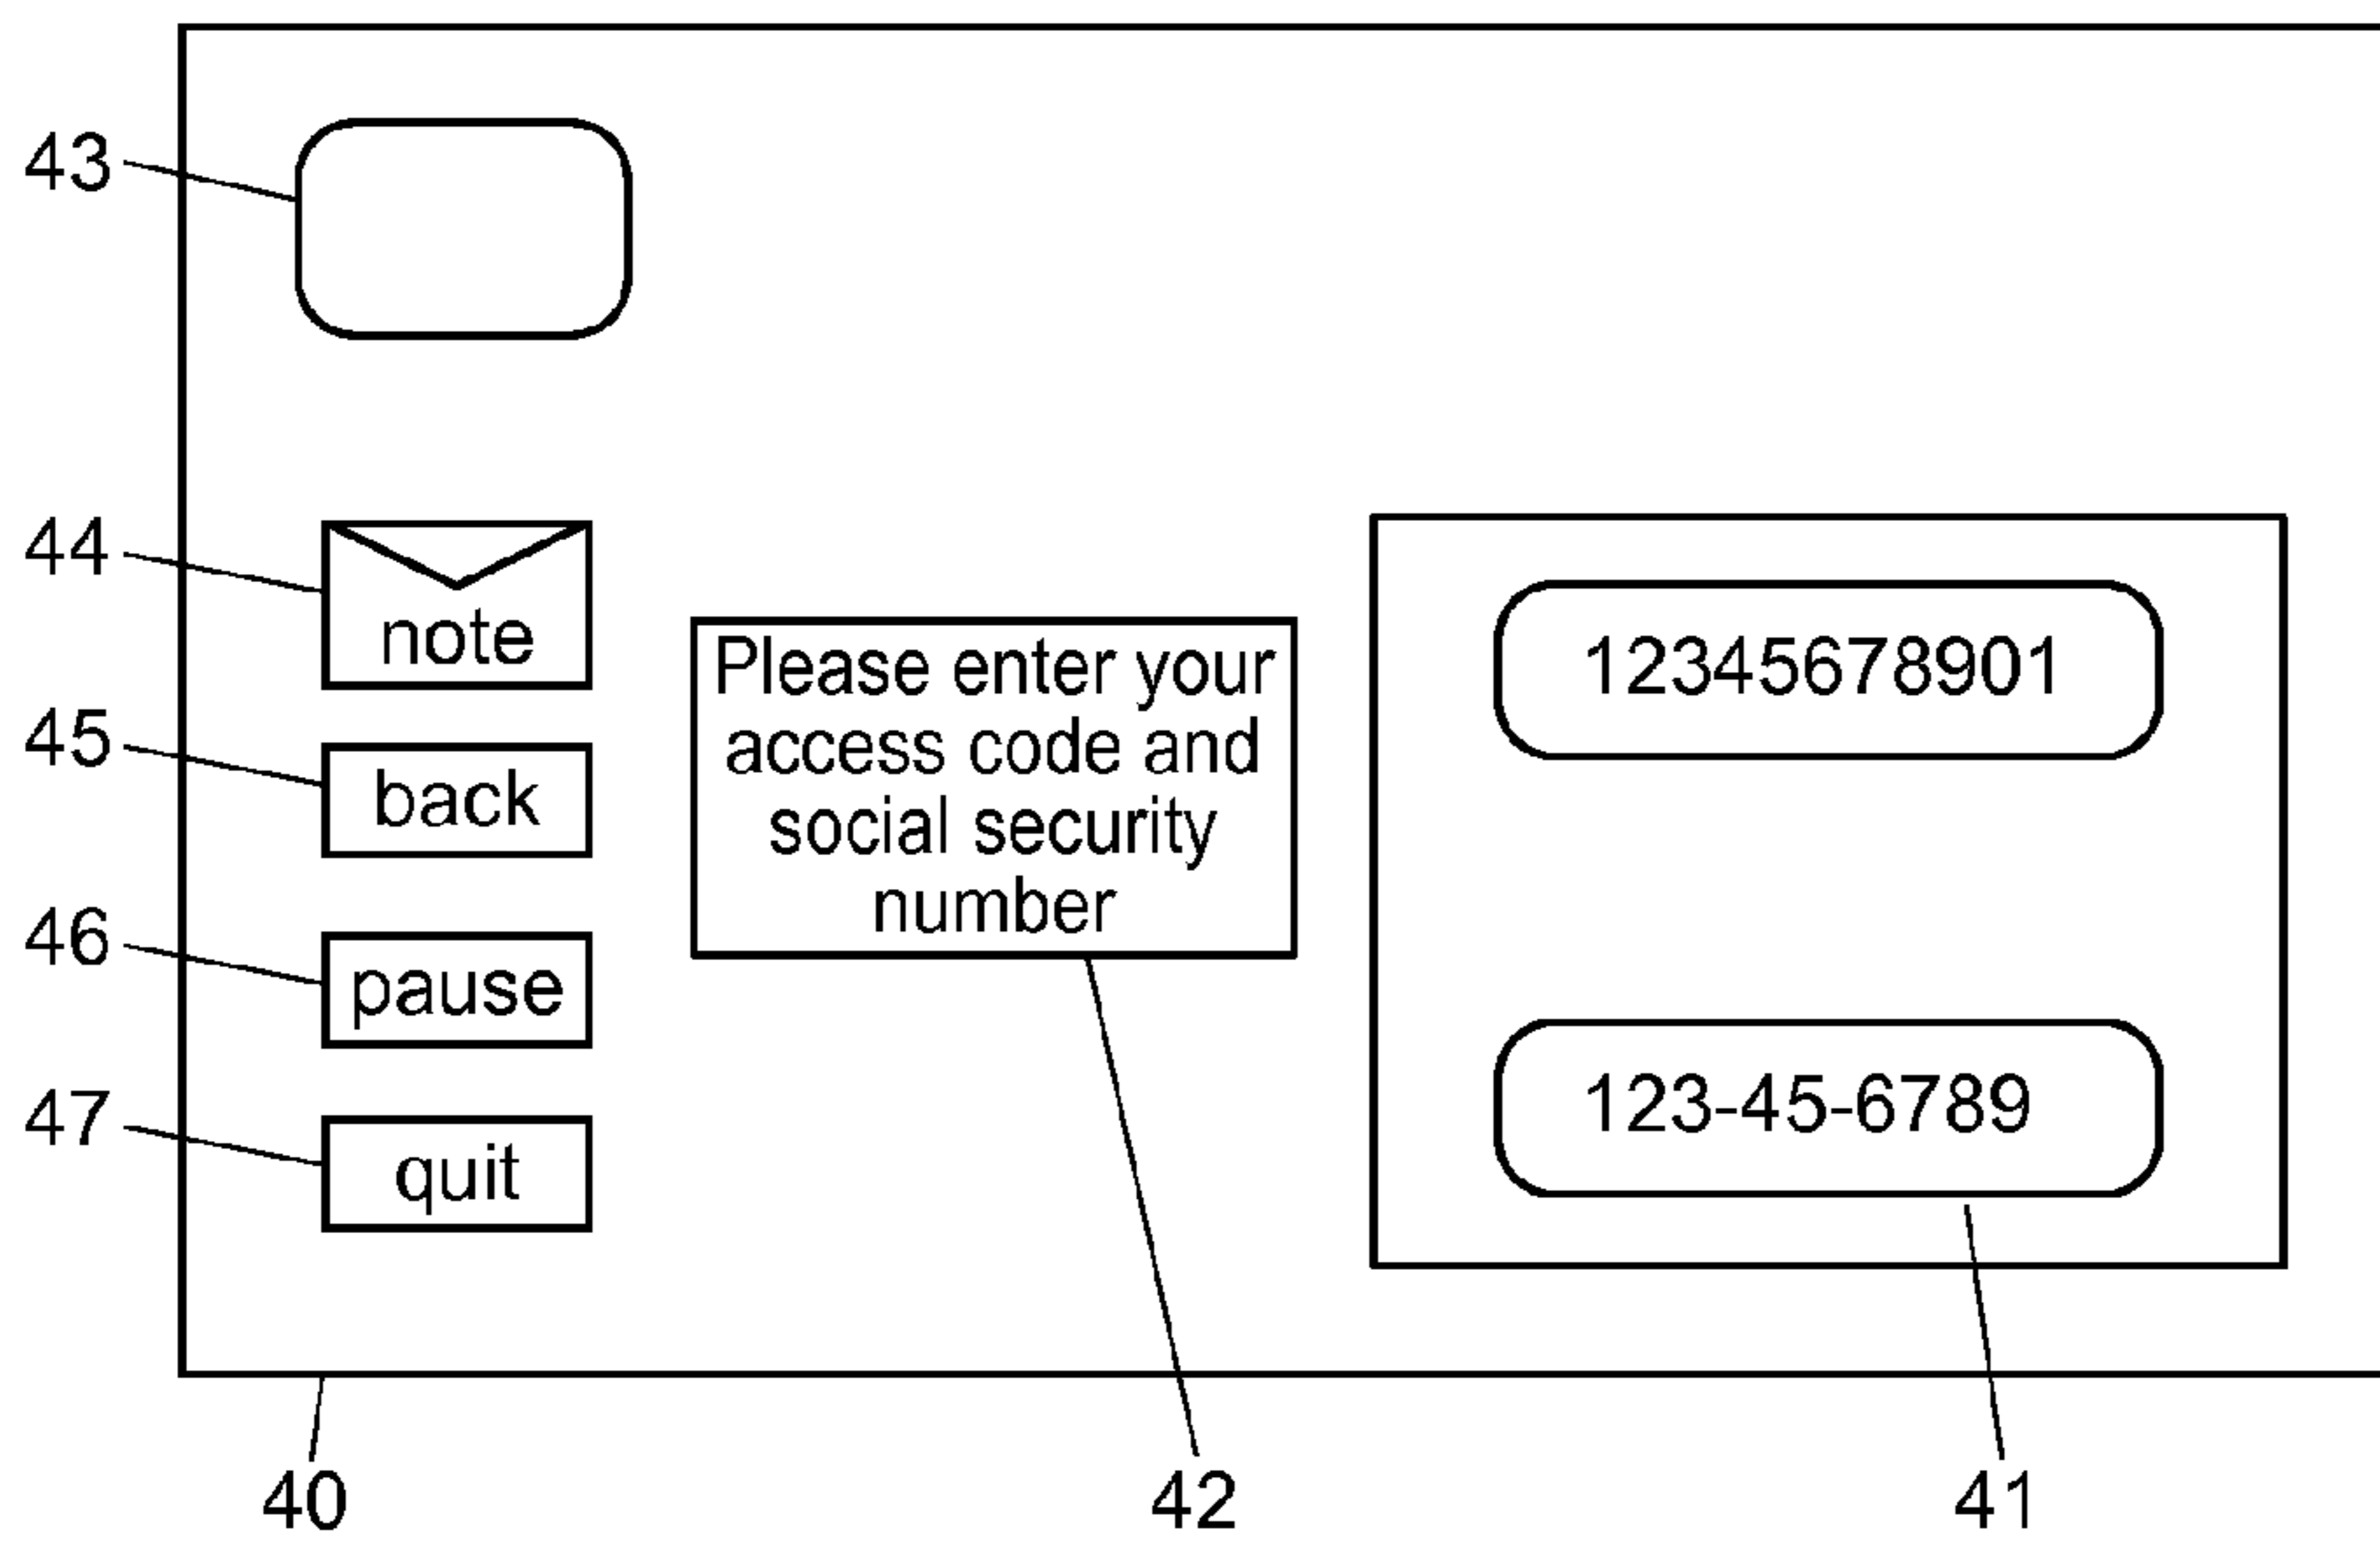 43
44
note
45
back
46
pause
47
quit
Please enter your
access code and
social security
number
12345678901
123-45-6789
40
42
41